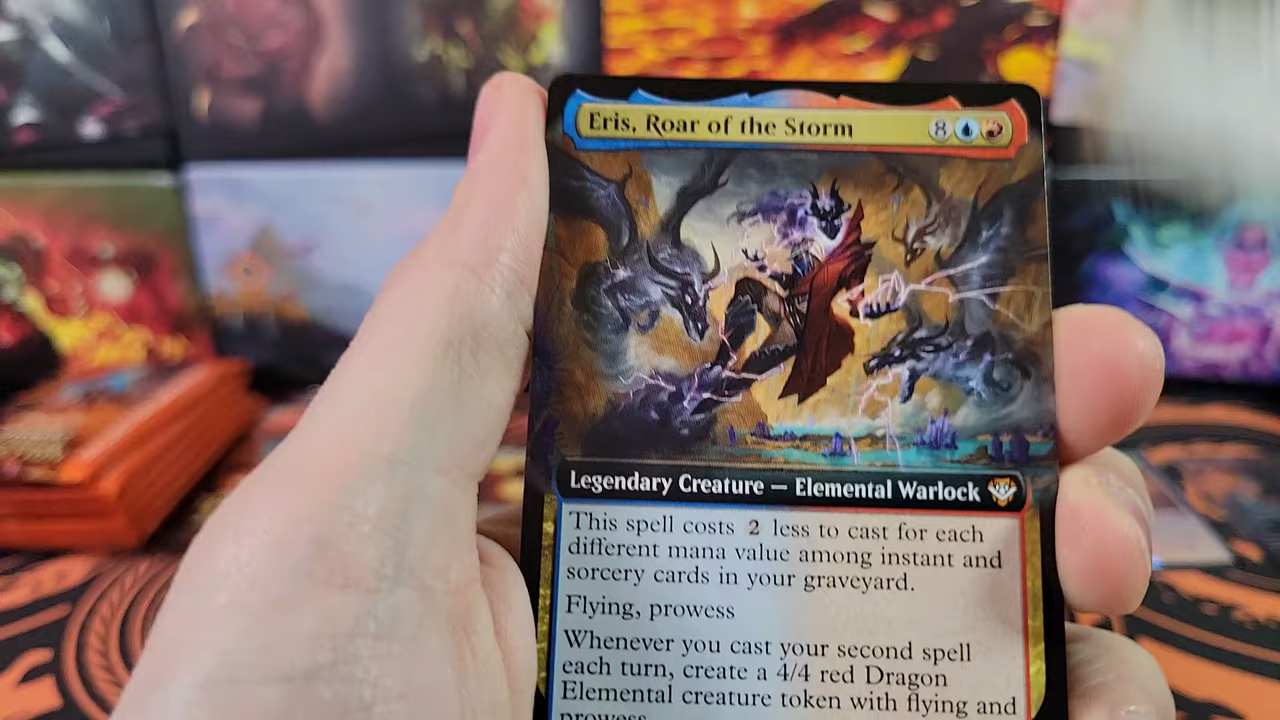 Eris, Roar of the Storm 8
Legendary Creature — Elemental Warlock
This spell costs 2 less to cast for each
different mana value among instant and
sorcery cards in your graveyard.
Flying, prowess
Whenever you cast your second spell
each turn, create a 4/4 red Dragon
Elemental creature token with flying and
prowess